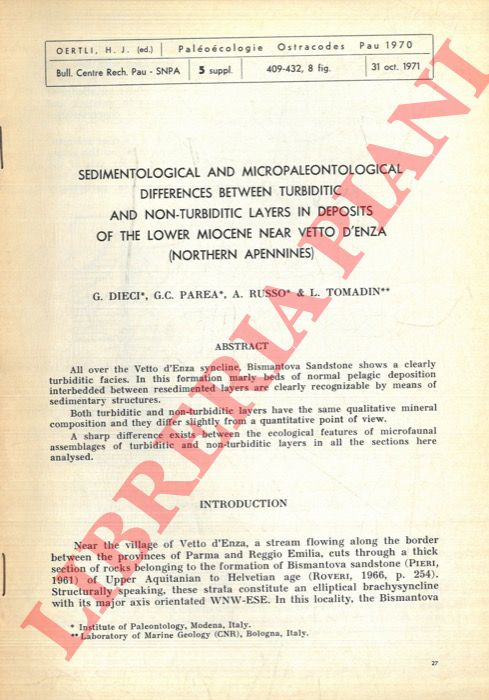 OERTLI, H. J. (ed.) Paléoécologie Ostracodes Pau 1970
Bull. Centre Rech. Pau - SNPA 5 suppl. 409-432, 8 fig. 31 oct. 1971
SEDIMENTOLOGICAL AND MICROPALEONTOLOGICAL
DIFFERENCES BETWEEN TURBIDITIC
AND NON-TURBIDITIC LAYERS IN DEPOSITS
OF THE LOWER MIOCENE NEAR VETTO D'ENZA
(NORTHERN APENNINES)
G. DIECI*, G.C. PAREA*, A. RUSSO* & L. TOMADIN**
ABSTRACT
All over the Vetto d'Enza syncline, Bismantova Sandstone shows a clearly
turbiditic facies. In this formation marly beds of normal pelagic deposition
interbedded between resedimented layers are clearly recognizable by means of
sedimentary structures.
Both turbiditic and non-turbiditic layers have the same qualitative mineral
composition and they differ slightly from a quantitative point of view.
A sharp difference exists between the ecological features of microfaunal
assemblages of turbiditic and non-turbiditic layers in all the sections here
analysed.
INTRODUCTION
Near the village of Vetto d'Enza, a stream flowing along the border
between the provinces of Parma and Reggio Emilia, cuts through a thick
section of rocks belonging to the formation of Bismantova sandstone (PIERI,
1961) of Upper Aquitanian to Helvetian age (ROVERI, 1966, p. 254).
Structurally speaking, these strata constitute an elliptical brachysyncline
with its major axis orientated WNW-ESE. In this locality, the Bismantova
* Institute of Paleontology, Modena, Italy.
** Laboratory of Marine Geology (CNR), Bologna, Italy.
27
LIBRERIA PIANI